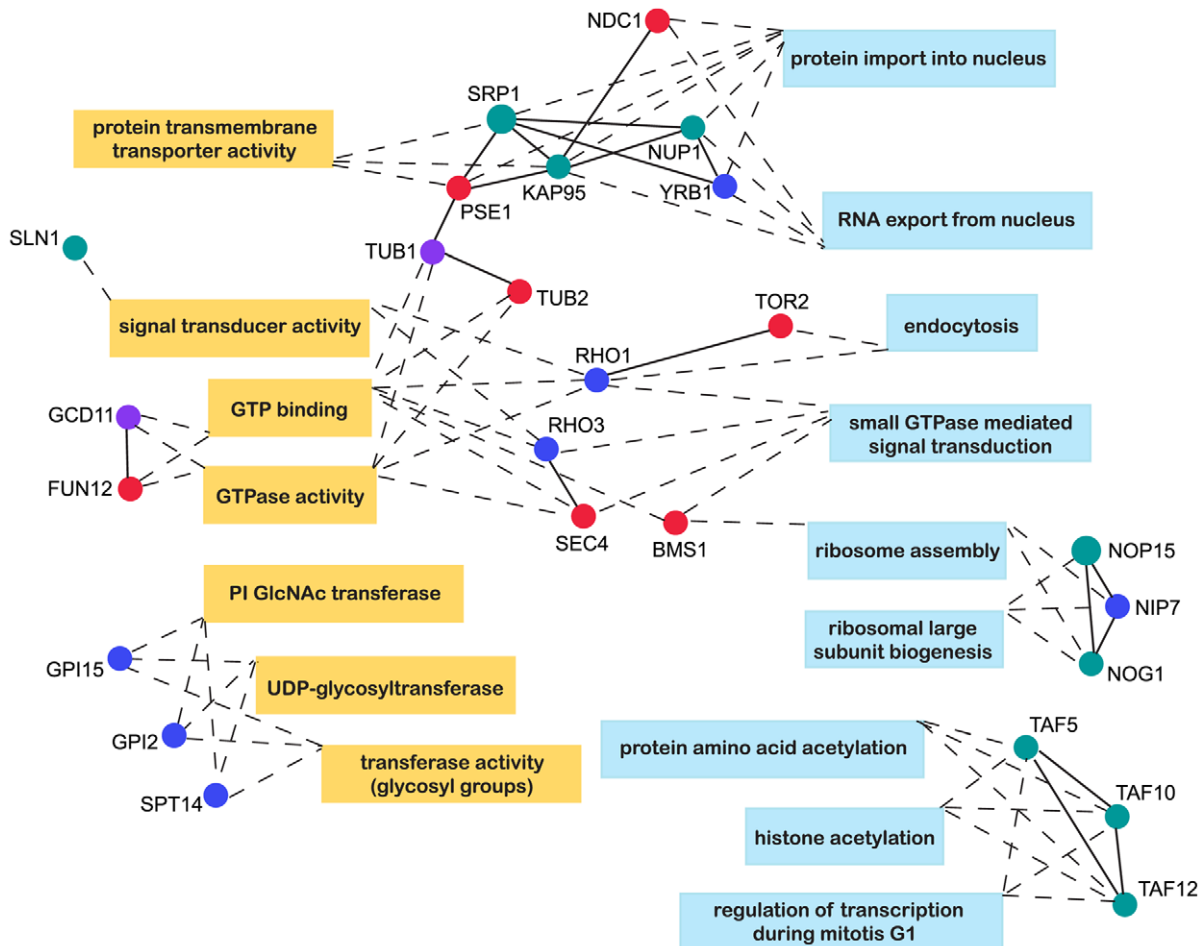 NDC1
protein import into nucleus
SRP1
protein transmembrane
transporter activity
NUP1
KAP95
YRB1
PSE1
RNA export from nucleus
SLN1
TUB1
TUB2
TOR2
signal transducer activity
endocytosis
RHO1
GCD11
GTP binding
RHO3
small GTPase mediated
signal transduction
FUN12
GTPase activity
SEC4
BMS1
ribosome assembly
NOP15
NIP7
PI GlcNAc transferase
ribosomal large
subunit biogenesis
GPI15
NOG1
UDP-glycosyltransferase
GPI2
TAF5
protein amino acid acetylation
transferase activity
(glycosyl groups)
SPT14
TAF10
histone acetylation
TAF12
regulation of transcription
during mitotis G1